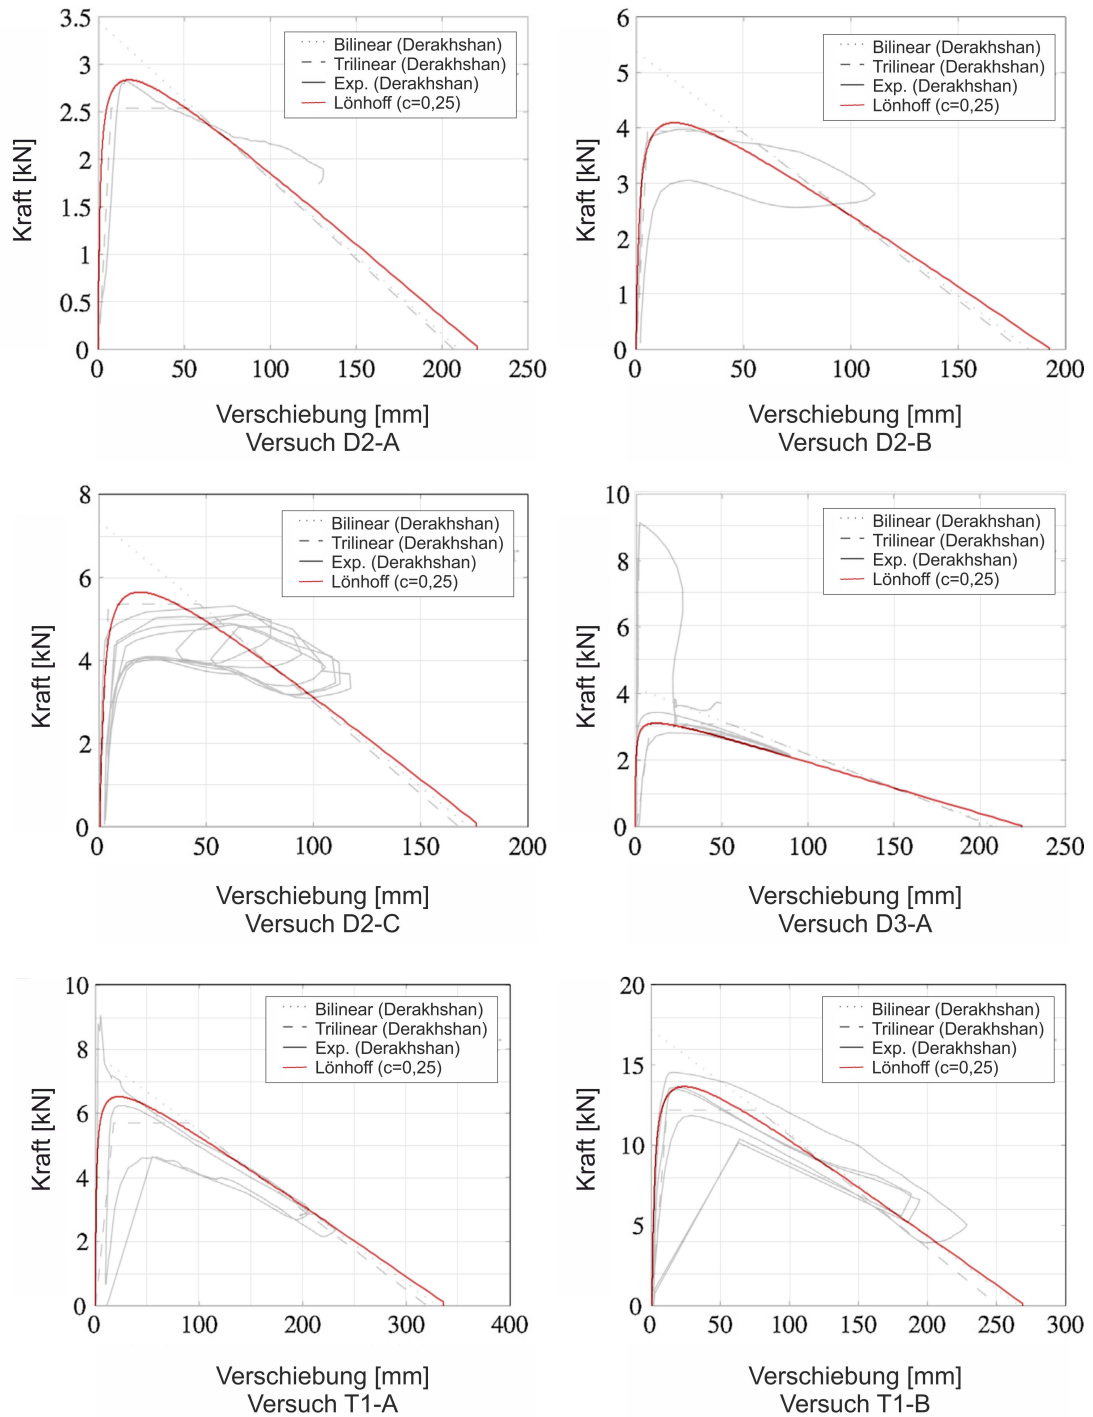 3.5
3
2.5
2
1.5
1
0.5
0
Kraft [kN]
Bilinear (Derakhshan)
Trilinear (Derakhshan)
Exp. (Derakhshan)
Lönhoff (c=0,25)
0 50 100 150 200 250
Verschiebung [mm]
Versuch D2-A
6
5
4
3
2
1
0
Kraft [kN]
Bilinear (Derakhshan)
Trilinear (Derakhshan)
Exp. (Derakhshan)
Lönhoff (c=0,25)
0 50 100 150 200
Verschiebung [mm]
Versuch D2-B
8
6
4
2
0
Kraft [kN]
Bilinear (Derakhshan)
Trilinear (Derakhshan)
Exp. (Derakhshan)
Lönhoff (c=0,25)
0 50 100 150 200
Verschiebung [mm]
Versuch D2-C
10
8
6
4
2
0
Kraft [kN]
Bilinear (Derakhshan)
Trilinear (Derakhshan)
Exp. (Derakhshan)
Lönhoff (c=0,25)
0 50 100 150 200 250
Verschiebung [mm]
Versuch D3-A
10
8
6
4
2
0
Kraft [kN]
Bilinear (Derakhshan)
Trilinear (Derakhshan)
Exp. (Derakhshan)
Lönhoff (c=0,25)
0 100 200 300 400
Verschiebung [mm]
Versuch T1-A
20
15
10
5
0
Kraft [kN]
Bilinear (Derakhshan)
Trilinear (Derakhshan)
Exp. (Derakhshan)
Lönhoff (c=0,25)
0 50 100 150 200 250 300
Verschiebung [mm]
Versuch T1-B